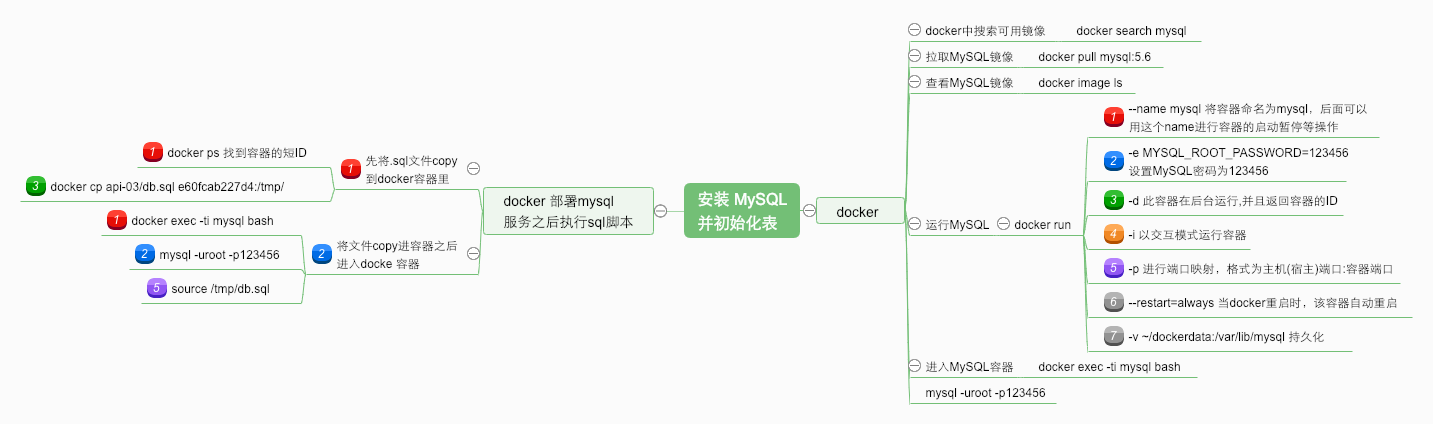 安装 MySQL
并初始化表
docker
docker中搜索可用镜像
docker search mysql
拉取MySQL镜像
docker pull mysql:5.6
查看MySQL镜像
docker image ls
运行MySQL
docker run
1
--name mysql 将容器命名为mysql，后面可以
用这个name进行容器的启动暂停等操作
2
-e MYSQL_ROOT_PASSWORD=123456
设置MySQL密码为123456
3
-d 此容器在后台运行,并且返回容器的ID
4
-i 以交互模式运行容器
5
-p 进行端口映射，格式为主机(宿主)端口:容器端口
6
--restart=always 当docker重启时，该容器自动重启
7
-v ~/dockerdata:/var/lib/mysql 持久化
进入MySQL容器
docker exec -ti mysql bash
mysql -uroot -p123456
docker 部署mysql
服务之后执行sql脚本
1
先将.sql文件copy
到docker容器里
1
docker ps 找到容器的短ID
3
docker cp api-03/db.sql e60fcab227d4:/tmp/
2
将文件copy进容器之后
进入docke 容器
1
docker exec -ti mysql bash
2
mysql -uroot -p123456
5
source /tmp/db.sql